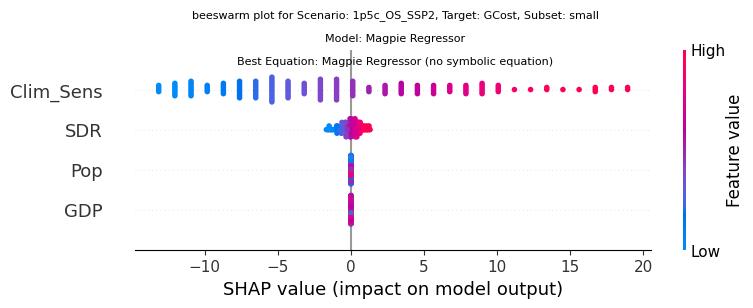 beeswarm plot for Scenario: 1p5c_OS_SSP2, Target: GCost, Subset: small
Model: Magpie Regressor
Best Equation: Magpie Regressor (no symbolic equation)
High
Clim_Sens
SDR
Pop
GDP
Feature value
Low
−10 −5 0 5 10 15 20
SHAP value (impact on model output)